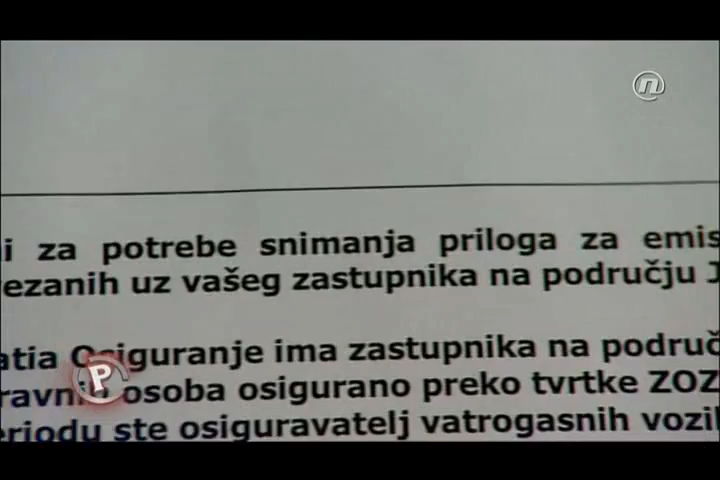 n
i za potrebe snimanja priloga za emis
ezanih uz vašeg zastupnika na području J
atia Osiguranje ima zastupnika na područ
P
ravnih osoba osigurano preko tvrtke ZOZ
eriodu ste osiguravatelj vatrogasnih vozil